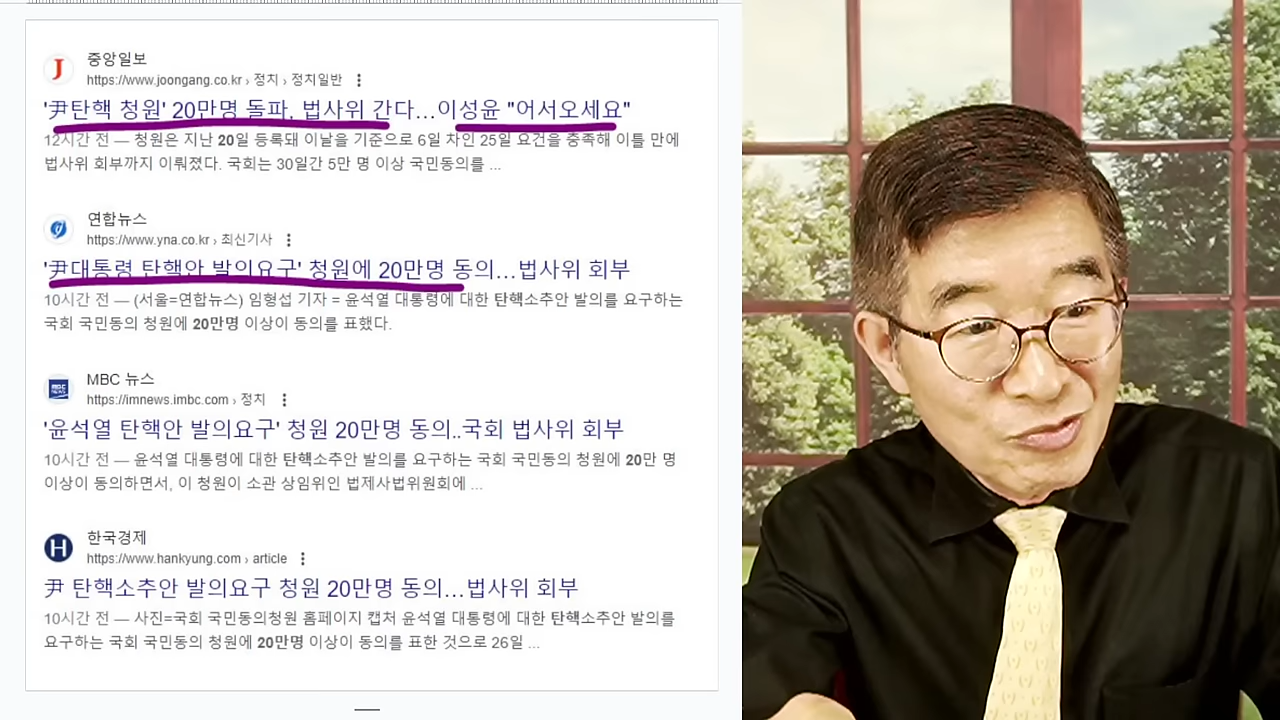 중앙일보
https://www.joongang.co.kr › 정치 › 정치일반
'尹탄핵 청원' 20만명 돌파, 법사위 간다...이성윤 "어서오세요"
12시간 전 — 청원은 지난 20일 등록돼 이날을 기준으로 6일 차인 25일 요건을 충족해 이틀 만에
법사위 회부까지 이뤄졌다. 국회는 30일간 5만 명 이상 국민동의를 ...
연합뉴스
https://www.yna.co.kr › 최신기사
'尹대통령 탄핵안 발의요구' 청원에 20만명 동의...법사위 회부
10시간 전 — (서울=연합뉴스) 임형섭 기자 = 윤석열 대통령에 대한 탄핵소추안 발의를 요구하는
국회 국민동의 청원에 20만명 이상이 동의를 표했다.
MBC 뉴스
https://imnews.imbc.com › 정치
'윤석열 탄핵안 발의요구' 청원 20만명 동의..국회 법사위 회부
10시간 전 — 윤석열 대통령에 대한 탄핵소추안 발의를 요구하는 국회 국민동의 청원에 20만 명
이상이 동의하면서, 이 청원이 소관 상임위인 법제사법위원회에 ...
한국경제
https://www.hankyung.com › article
尹 탄핵소추안 발의요구 청원 20만명 동의...법사위 회부
10시간 전 — 사진=국회 국민동의청원 홈페이지 캡처 윤석열 대통령에 대한 탄핵소추안 발의를
요구하는 국회 국민동의 청원에 20만명 이상이 동의를 표한 것으로 26일 ...